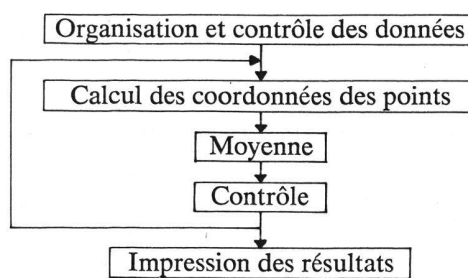 Organisation et contrôle des données
Calcul des coordonnées des points
Moyenne
Contrôle
Impression des résultats